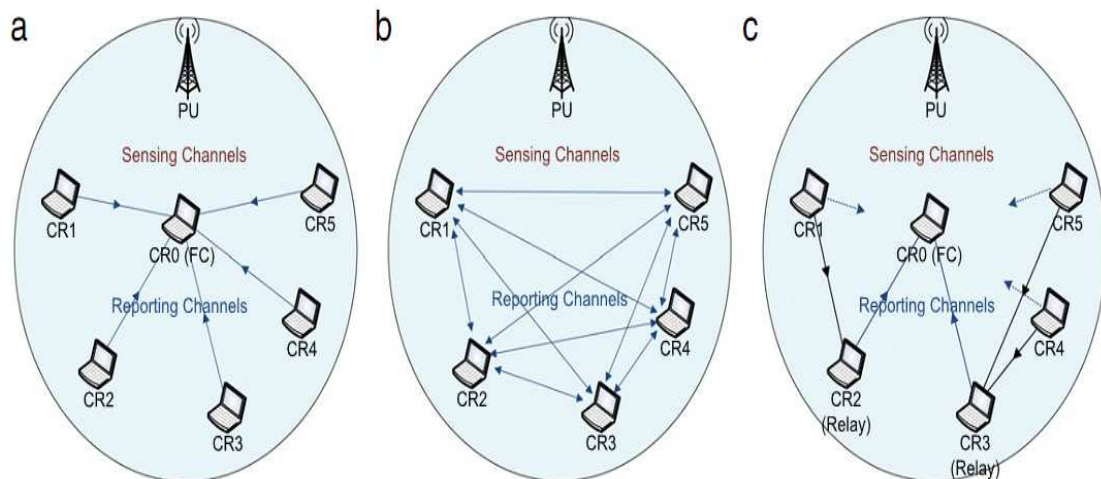 a
PU
Sensing Channels
CR1
CR5
CR0 (FC)
Reporting Channels
CR4
CR2
CR3
b
PU
Sensing Channels
CR1
CR5
Reporting Channels
CR4
CR2
CR3
c
PU
Sensing Channels
CR1
CR5
CR0 (FC)
Reporting Channels
CR4
CR2
(Relay)
CR3
(Relay)